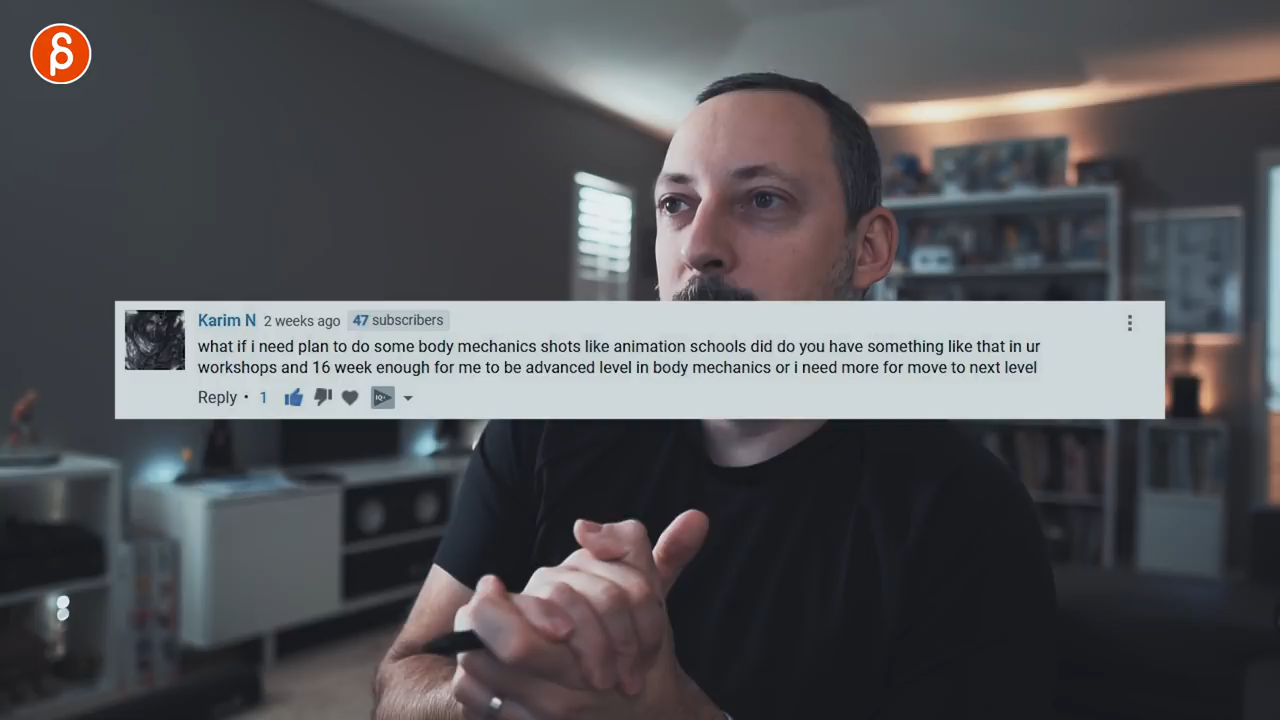 Karim N 2 weeks ago 47 subscribers
what if i need plan to do some body mechanics shots like animation schools did do you have something like that in ur
workshops and 16 week enough for me to be advanced level in body mechanics or i need more for move to next level
Reply • 1